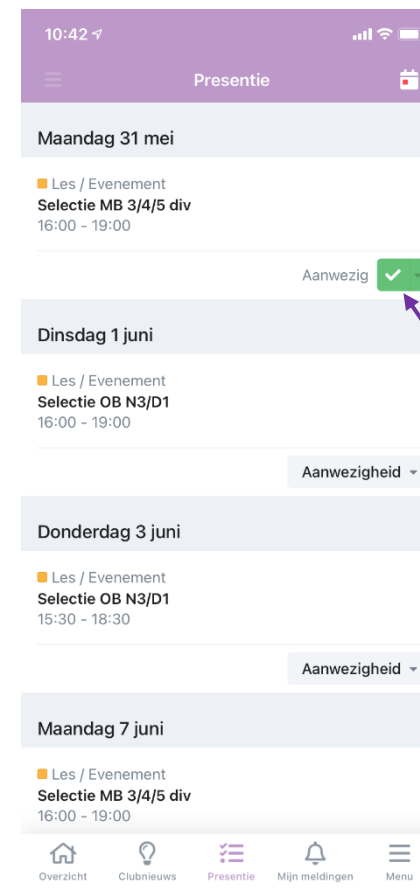 10:42
Presentie
Maandag 31 mei
Les / Evenement
Selectie MB 3/4/5 div
16:00 - 19:00
Aanwezig
Dinsdag 1 juni
Les / Evenement
Selectie OB N3/D1
16:00 - 19:00
Aanwezigheid
Donderdag 3 juni
Les / Evenement
Selectie OB N3/D1
15:30 - 18:30
Aanwezigheid
Maandag 7 juni
Les / Evenement
Selectie MB 3/4/5 div
16:00 - 19:00
Overzicht Clubnieuws Presentie Mijn meldingen Menu